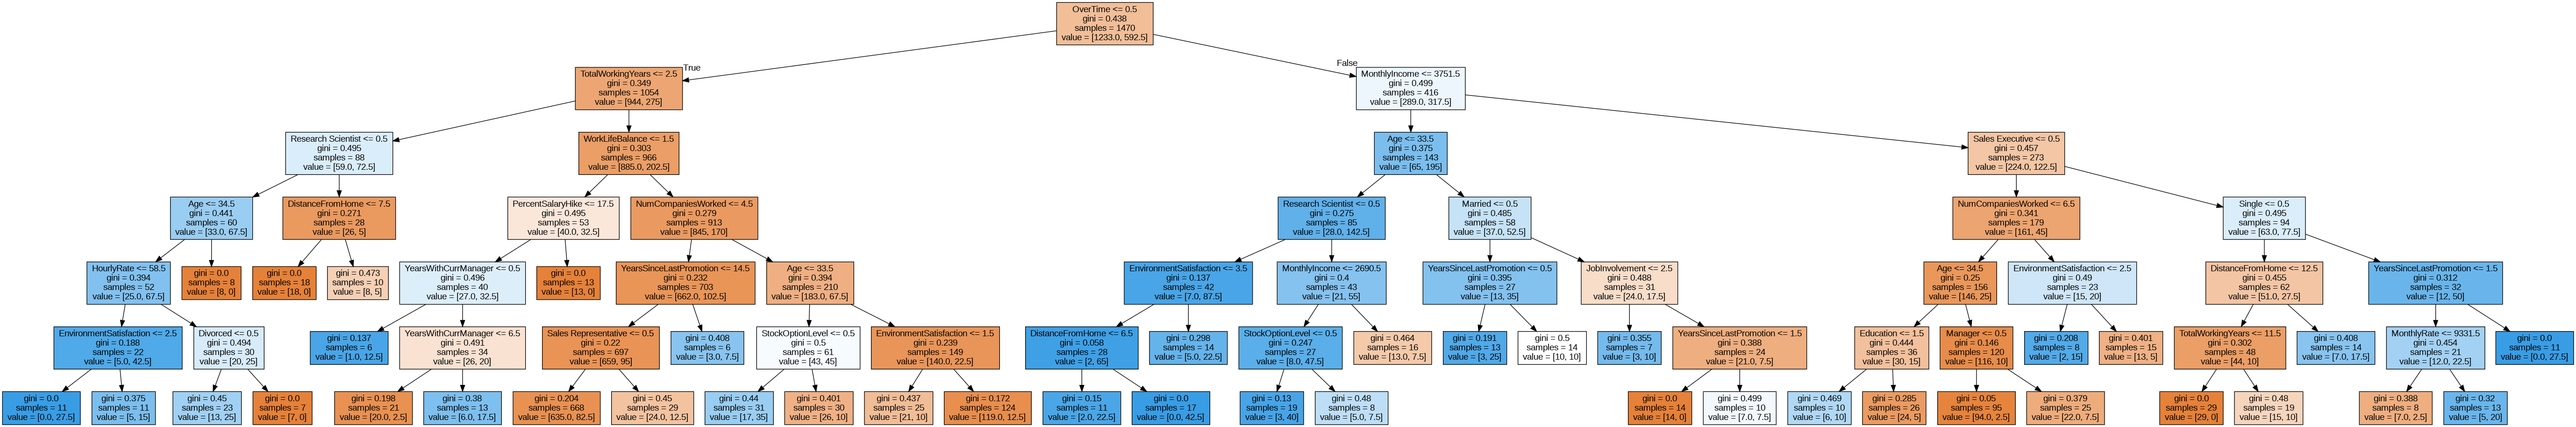 OverTime <= 0.5
gini = 0.438
samples = 1470
value = [1233.0, 592.5]
True
False
TotalWorkingYears <= 2.5
gini = 0.349
samples = 1054
value = [944, 275]
MonthlyIncome <= 3751.5
gini = 0.499
samples = 416
value = [289.0, 317.5]
Research Scientist <= 0.5
gini = 0.495
samples = 88
value = [59.0, 72.5]
WorkLifeBalance <= 1.5
gini = 0.303
samples = 966
value = [885.0, 202.5]
Age <= 33.5
gini = 0.375
samples = 143
value = [65, 195]
Sales Executive <= 0.5
gini = 0.457
samples = 273
value = [224.0, 122.5]
Age <= 34.5
gini = 0.441
samples = 60
value = [33.0, 67.5]
DistanceFromHome <= 7.5
gini = 0.271
samples = 28
value = [26, 5]
PercentSalaryHike <= 17.5
gini = 0.495
samples = 53
value = [40.0, 32.5]
NumCompaniesWorked <= 4.5
gini = 0.279
samples = 913
value = [845, 170]
Research Scientist <= 0.5
gini = 0.275
samples = 85
value = [28.0, 142.5]
Married <= 0.5
gini = 0.485
samples = 58
value = [37.0, 52.5]
NumCompaniesWorked <= 6.5
gini = 0.341
samples = 179
value = [161, 45]
Single <= 0.5
gini = 0.495
samples = 94
value = [63.0, 77.5]
HourlyRate <= 58.5
gini = 0.394
samples = 52
value = [25.0, 67.5]
gini = 0.0
samples = 8
value = [8, 0]
gini = 0.0
samples = 18
value = [18, 0]
gini = 0.473
samples = 10
value = [8, 5]
YearsWithCurrManager <= 0.5
gini = 0.496
samples = 40
value = [27.0, 32.5]
gini = 0.0
samples = 13
value = [13, 0]
YearsSinceLastPromotion <= 14.5
gini = 0.232
samples = 703
value = [662.0, 102.5]
Age <= 33.5
gini = 0.394
samples = 210
value = [183.0, 67.5]
EnvironmentSatisfaction <= 3.5
gini = 0.137
samples = 42
value = [7.0, 87.5]
MonthlyIncome <= 2690.5
gini = 0.4
samples = 43
value = [21, 55]
YearsSinceLastPromotion <= 0.5
gini = 0.395
samples = 27
value = [13, 35]
JobInvolvement <= 2.5
gini = 0.488
samples = 31
value = [24.0, 17.5]
Age <= 34.5
gini = 0.25
samples = 156
value = [146, 25]
EnvironmentSatisfaction <= 2.5
gini = 0.49
samples = 23
value = [15, 20]
DistanceFromHome <= 12.5
gini = 0.455
samples = 62
value = [51.0, 27.5]
YearsSinceLastPromotion <= 1.5
gini = 0.312
samples = 32
value = [12, 50]
EnvironmentSatisfaction <= 2.5
gini = 0.188
samples = 22
value = [5.0, 42.5]
Divorced <= 0.5
gini = 0.494
samples = 30
value = [20, 25]
gini = 0.137
samples = 6
value = [1.0, 12.5]
YearsWithCurrManager <= 6.5
gini = 0.491
samples = 34
value = [26, 20]
Sales Representative <= 0.5
gini = 0.22
samples = 697
value = [659, 95]
gini = 0.408
samples = 6
value = [3.0, 7.5]
StockOptionLevel <= 0.5
gini = 0.5
samples = 61
value = [43, 45]
EnvironmentSatisfaction <= 1.5
gini = 0.239
samples = 149
value = [140.0, 22.5]
DistanceFromHome <= 6.5
gini = 0.058
samples = 28
value = [2, 65]
gini = 0.298
samples = 14
value = [5.0, 22.5]
StockOptionLevel <= 0.5
gini = 0.247
samples = 27
value = [8.0, 47.5]
gini = 0.464
samples = 16
value = [13.0, 7.5]
gini = 0.191
samples = 13
value = [3, 25]
gini = 0.5
samples = 14
value = [10, 10]
gini = 0.355
samples = 7
value = [3, 10]
YearsSinceLastPromotion <= 1.5
gini = 0.388
samples = 24
value = [21.0, 7.5]
Education <= 1.5
gini = 0.444
samples = 36
value = [30, 15]
Manager <= 0.5
gini = 0.146
samples = 120
value = [116, 10]
gini = 0.208
samples = 8
value = [2, 15]
gini = 0.401
samples = 15
value = [13, 5]
TotalWorkingYears <= 11.5
gini = 0.302
samples = 48
value = [44, 10]
gini = 0.408
samples = 14
value = [7.0, 17.5]
MonthlyRate <= 9331.5
gini = 0.454
samples = 21
value = [12.0, 22.5]
gini = 0.0
samples = 11
value = [0.0, 27.5]
gini = 0.0
samples = 11
value = [0.0, 27.5]
gini = 0.375
samples = 11
value = [5, 15]
gini = 0.45
samples = 23
value = [13, 25]
gini = 0.0
samples = 7
value = [7, 0]
gini = 0.198
samples = 21
value = [20.0, 2.5]
gini = 0.38
samples = 13
value = [6.0, 17.5]
gini = 0.204
samples = 668
value = [635.0, 82.5]
gini = 0.45
samples = 29
value = [24.0, 12.5]
gini = 0.44
samples = 31
value = [17, 35]
gini = 0.401
samples = 30
value = [26, 10]
gini = 0.437
samples = 25
value = [21, 10]
gini = 0.172
samples = 124
value = [119.0, 12.5]
gini = 0.15
samples = 11
value = [2.0, 22.5]
gini = 0.0
samples = 17
value = [0.0, 42.5]
gini = 0.13
samples = 19
value = [3, 40]
gini = 0.48
samples = 8
value = [5.0, 7.5]
gini = 0.0
samples = 14
value = [14, 0]
gini = 0.499
samples = 10
value = [7.0, 7.5]
gini = 0.469
samples = 10
value = [6, 10]
gini = 0.285
samples = 26
value = [24, 5]
gini = 0.05
samples = 95
value = [94.0, 2.5]
gini = 0.379
samples = 25
value = [22.0, 7.5]
gini = 0.0
samples = 29
value = [29, 0]
gini = 0.48
samples = 19
value = [15, 10]
gini = 0.388
samples = 8
value = [7.0, 2.5]
gini = 0.32
samples = 13
value = [5, 20]